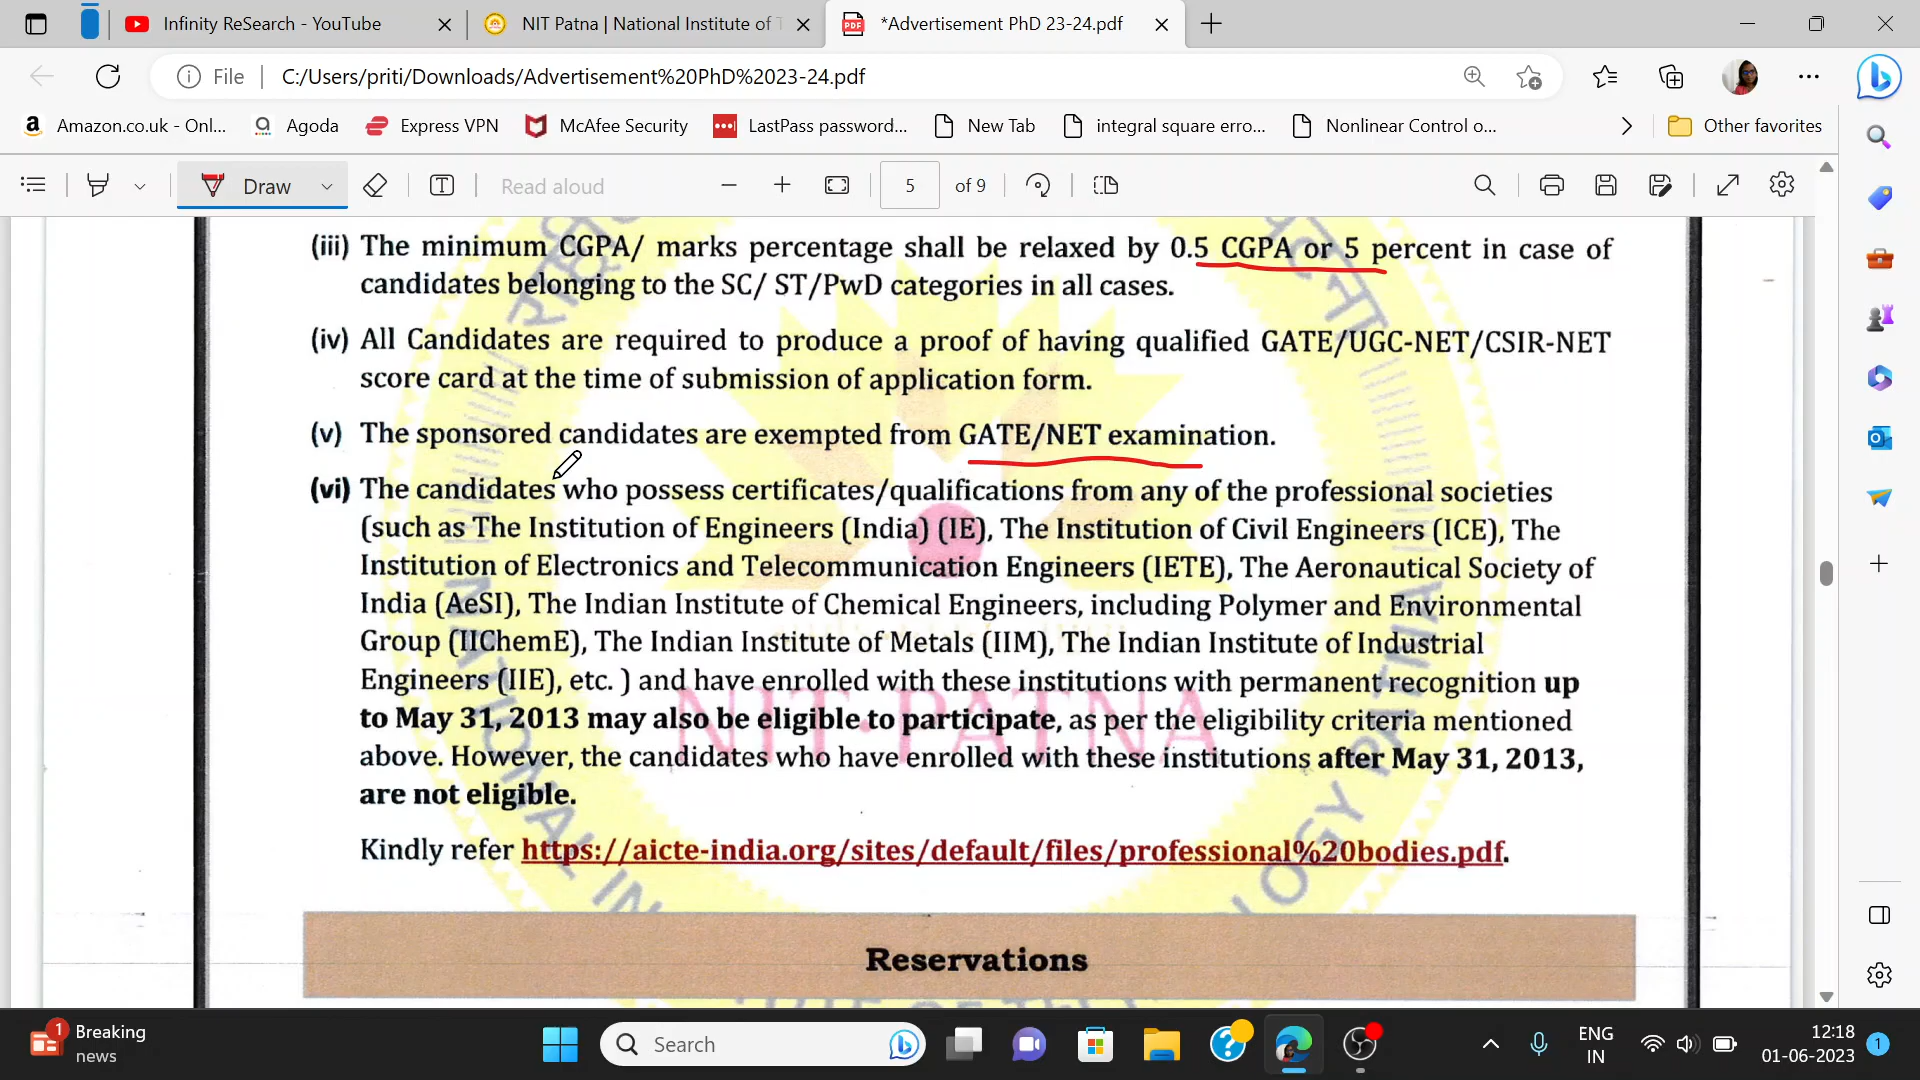 Infinity ReSearch - YouTube
NIT Patna | National Institute of T
*Advertisement PhD 23-24.pdf
File
C:/Users/priti/Downloads/Advertisement%20PhD%2023-24.pdf
Amazon.co.uk - Onl...
Agoda
Express VPN
McAfee Security
LastPass password...
New Tab
integral square erro...
Nonlinear Control o...
Other favorites
Draw
Read aloud
5 of 9
(iii) The minimum CGPA/ marks percentage shall be relaxed by 0.5 CGPA or 5 percent in case of
candidates belonging to the SC/ ST/PwD categories in all cases.
(iv) All Candidates are required to produce a proof of having qualified GATE/UGC-NET/CSIR-NET
score card at the time of submission of application form.
(v) The sponsored candidates are exempted from GATE/NET examination.
(vi) The candidates who possess certificates/qualifications from any of the professional societies
(such as The Institution of Engineers (India) (IE), The Institution of Civil Engineers (ICE), The
Institution of Electronics and Telecommunication Engineers (IETE), The Aeronautical Society of
India (AeSI), The Indian Institute of Chemical Engineers, including Polymer and Environmental
Group (IIChemE), The Indian Institute of Metals (IIM), The Indian Institute of Industrial
Engineers (IIE), etc. ) and have enrolled with these institutions with permanent recognition up
to May 31, 2013 may also be eligible to participate, as per the eligibility criteria mentioned
above. However, the candidates who have enrolled with these institutions after May 31, 2013,
are not eligible.
NIT PATNA
Kindly refer https://aicte-india.org/sites/default/files/professional%20bodies.pdf.
Reservations
1
Breaking
news
Search
ENG
IN
12:18
01-06-2023
1